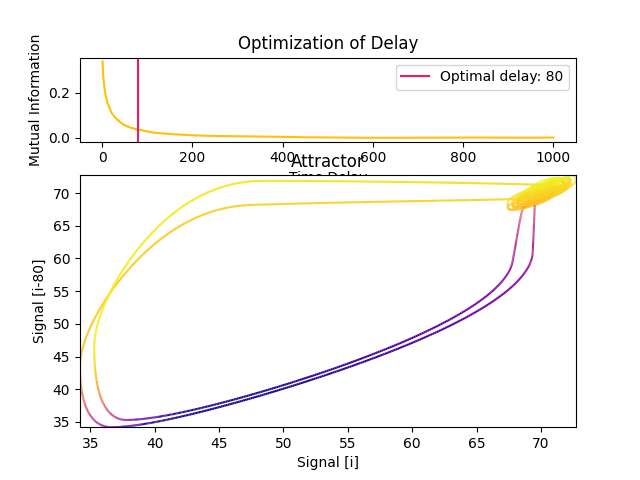 Optimization of Delay
Mutual Information
0.2
0.0
Optimal delay: 80
0 200 400 600 800 1000
Time Delay
Attractor
Signal [i-80]
70
65
60
55
50
45
40
35
35 40 45 50 55 60 65 70
Signal [i]